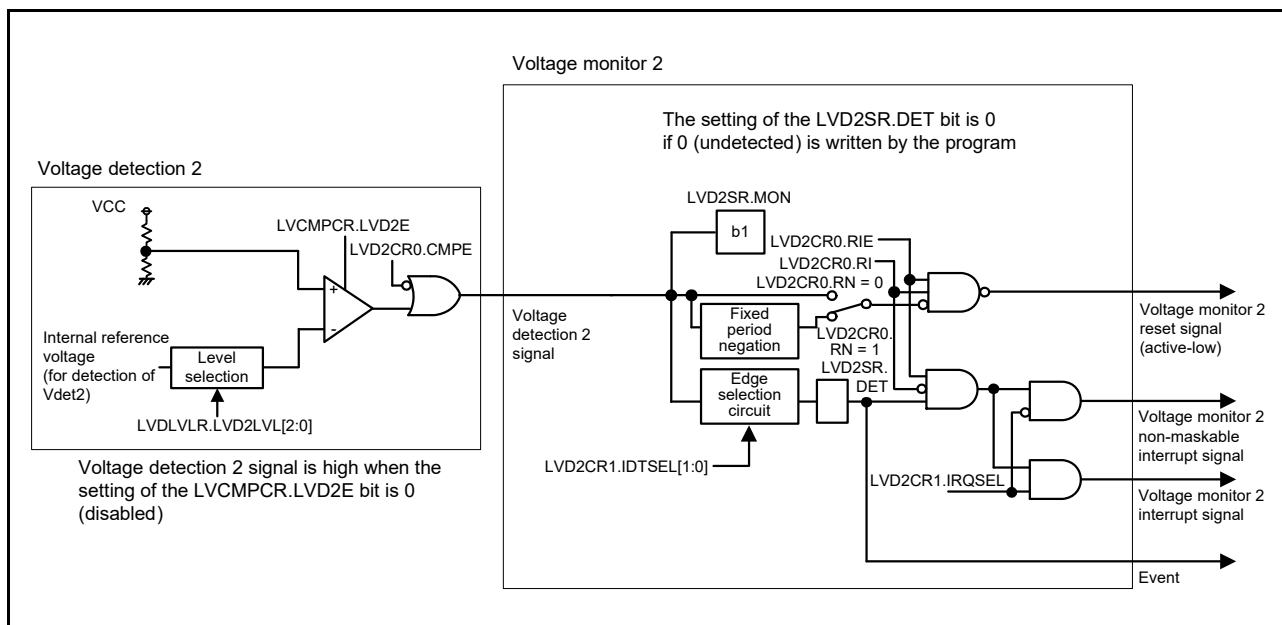 Voltage monitor 2
The setting of the LVD2SR.DET bit is 0
if 0 (undetected) is written by the program
Voltage detection 2
VCC
LVCMPCR.LVD2E
LVD2CR0.CMPE
+
-
Internal reference
voltage
(for detection of
Vdet2)
Level
selection
LVDLVLR.LVD2LVL[2:0]
Voltage detection 2 signal is high when the
setting of the LVCMPCR.LVD2E bit is 0
(disabled)
Voltage
detection 2
signal
LVD2SR.MON
b1
LVD2CR0.RIE
LVD2CR0.RI
LVD2CR0.RN = 0
Fixed
period
negation
LVD2CR0.
RN = 1
LVD2SR.
DET
Edge
selection
circuit
LVD2CR1.IDTSEL[1:0]
LVD2CR1.IRQSEL
Voltage monitor 2
reset signal
(active-low)
Voltage monitor 2
non-maskable
interrupt signal
Voltage monitor 2
interrupt signal
Event